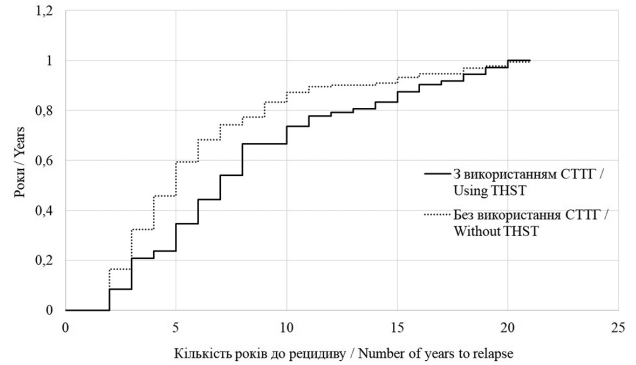 1,2
1
0,8
0,6
0,4
0,2
0
Роки / Years
З використанням СТТГ /
Using THST
Без використання СТТГ /
Without THST
0 5 10 15 20 25
Кількість років до рецидиву / Number of years to relapse